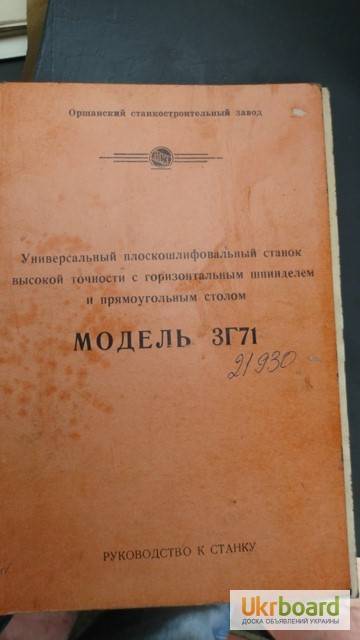 Оршанский станкостроительный завод
Универсальный плоскошлифовальный станок
высокой точности с горизонтальным шпинделем
и прямоугольным столом
МОДЕЛЬ 3Г71
21930
РУКОВОДСТВО К СТАНКУ
Ukrboard
ДОСКА ОБЪЯВЛЕНИЙ УКРАИНЫ